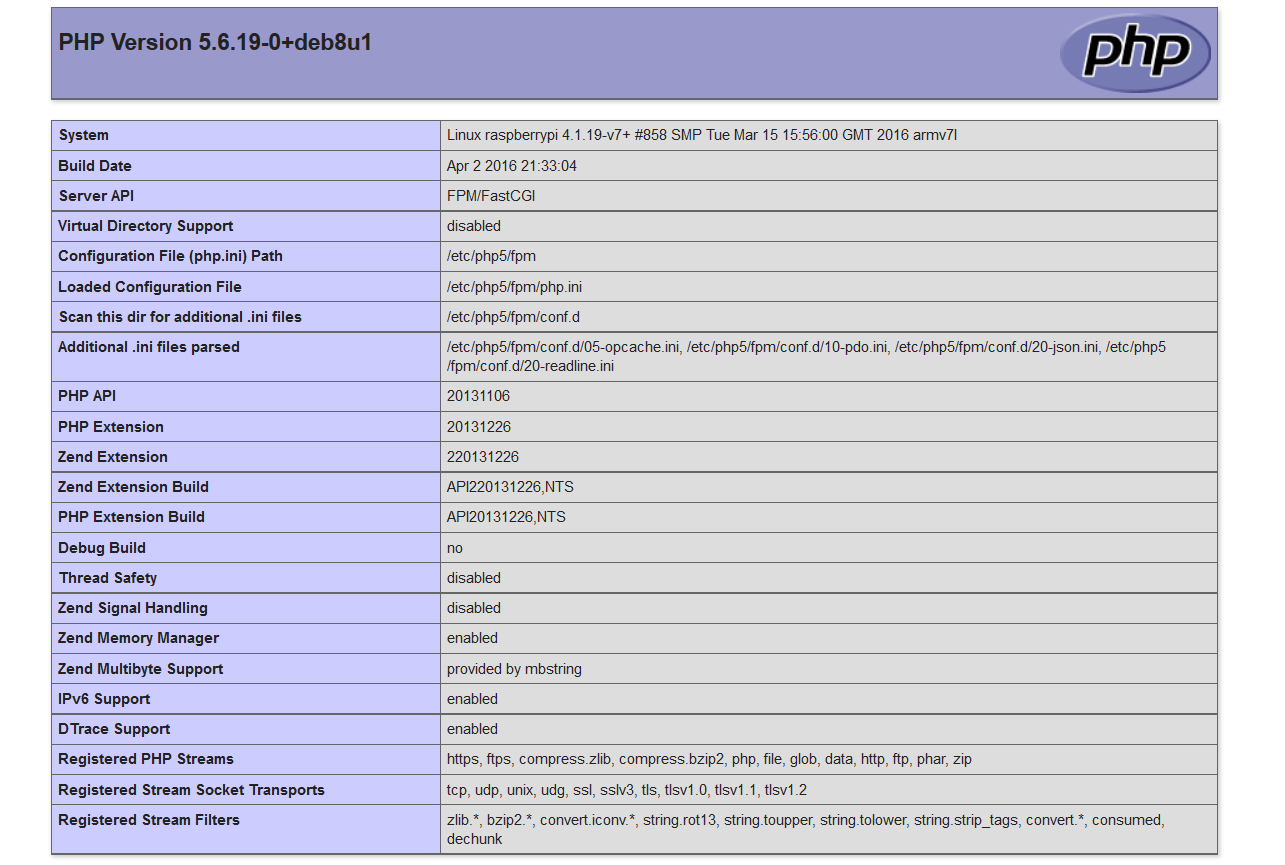 PHP Version 5.6.19-0+deb8u1
php
System Linux raspberrypi 4.1.19-v7+ #858 SMP Tue Mar 15 15:56:00 GMT 2016 armv7l
Build Date Apr 2 2016 21:33:04
Server API FPM/FastCGI
Virtual Directory Support disabled
Configuration File (php.ini) Path /etc/php5/fpm
Loaded Configuration File /etc/php5/fpm/php.ini
Scan this dir for additional .ini files /etc/php5/fpm/conf.d
Additional .ini files parsed /etc/php5/fpm/conf.d/05-opcache.ini, /etc/php5/fpm/conf.d/10-pdo.ini, /etc/php5/fpm/conf.d/20-json.ini, /etc/php5
/fpm/conf.d/20-readline.ini
PHP API 20131106
PHP Extension 20131226
Zend Extension 220131226
Zend Extension Build API220131226,NTS
PHP Extension Build API20131226,NTS
Debug Build no
Thread Safety disabled
Zend Signal Handling disabled
Zend Memory Manager enabled
Zend Multibyte Support provided by mbstring
IPv6 Support enabled
DTrace Support enabled
Registered PHP Streams https, ftps, compress.zlib, compress.bzip2, php, file, glob, data, http, ftp, phar, zip
Registered Stream Socket Transports tcp, udp, unix, udg, ssl, sslv3, tls, tlsv1.0, tlsv1.1, tlsv1.2
Registered Stream Filters zlib.*, bzip2.*, convert.iconv.*, string.rot13, string.toupper, string.tolower, string.strip_tags, convert.*, consumed,
dechunk